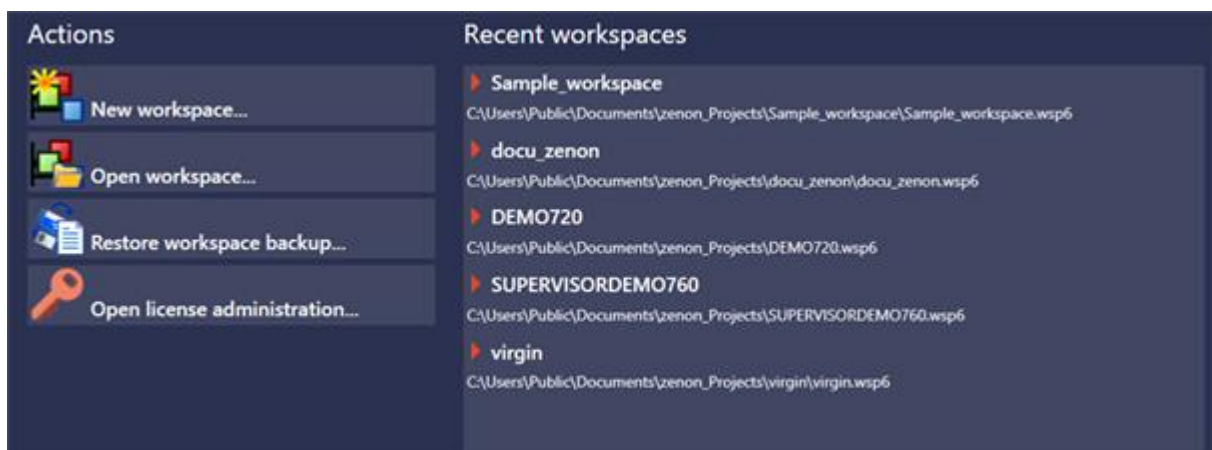 Actions
New workspace...
Open workspace...
Restore workspace backup...
Open license administration...
Recent workspaces
Sample_workspace
C:\Users\Public\Documents\zenon_Projects\Sample_workspace\Sample_workspace.wsp6
docu_zenon
C:\Users\Public\Documents\zenon_Projects\docu_zenon\docu_zenon.wsp6
DEMO720
C:\Users\Public\Documents\zenon_Projects\DEMO720.wsp6
SUPERVISORDEMO760
C:\Users\Public\Documents\zenon_Projects\SUPERVISORDEMO760.wsp6
virgin
C:\Users\Public\Documents\zenon_Projects\virgin\virgin.wsp6